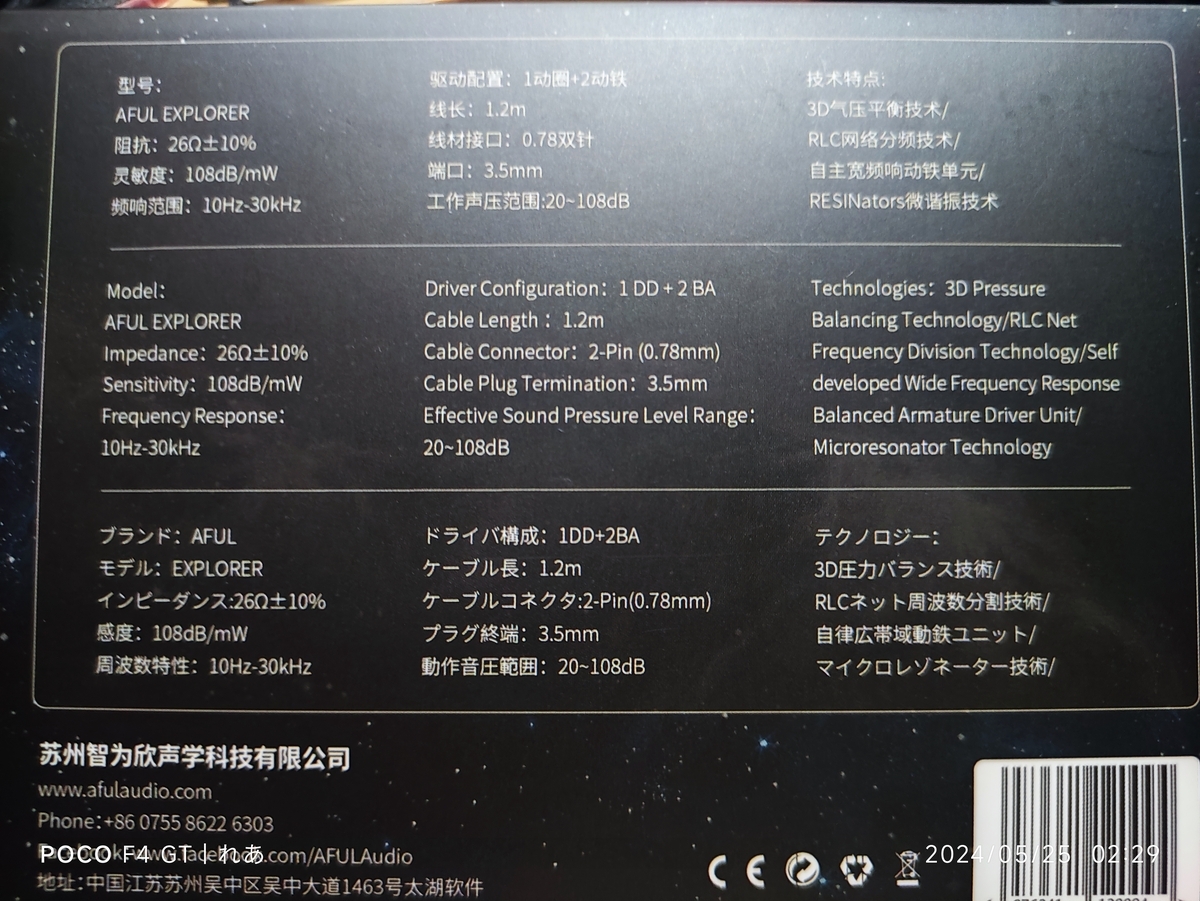 型号：
AFUL EXPLORER
阻抗：26Ω±10%
灵敏度：108dB/mW
频响范围：10Hz-30kHz
驱动配置：1动圈+2动铁
线长：1.2m
线材接口：0.78双针
端口：3.5mm
工作声压范围:20~108dB
技术特点:
3D气压平衡技术/
RLC网络分频技术/
自主宽频响动铁单元/
RESINators微谐振技术
Model：
AFUL EXPLORER
Impedance：26Ω±10%
Sensitivity：108dB/mW
Frequency Response：
10Hz-30kHz
Driver Configuration：1 DD + 2 BA
Cable Length：1.2m
Cable Connector：2-Pin (0.78mm)
Cable Plug Termination：3.5mm
Effective Sound Pressure Level Range：
20~108dB
Technologies：3D Pressure
Balancing Technology/RLC Net
Frequency Division Technology/Self
developed Wide Frequency Response
Balanced Armature Driver Unit/
Microresonator Technology
ブランド：AFUL
モデル：EXPLORER
インピーダンス:26Ω±10%
感度：108dB/mW
周波数特性：10Hz-30kHz
ドライバ構成：1DD+2BA
ケーブル長：1.2m
ケーブルコネクタ:2-Pin(0.78mm)
プラグ終端：3.5mm
動作音圧範囲：20~108dB
テクノロジー：
3D圧力バランス技術/
RLCネット周波数分割技術/
自律広帯域動鉄ユニット/
マイクロレゾネーター技術/
苏州智为欣声学科技有限公司
www.afulaudio.com
Phone:+86 0755 8622 6303
Facebook:www.facebook.com/AFULAudio
地址:中国江苏苏州吴中区吴中大道1463号太湖软件
POCO F4 GT | れあ
2024/05/25 02:29